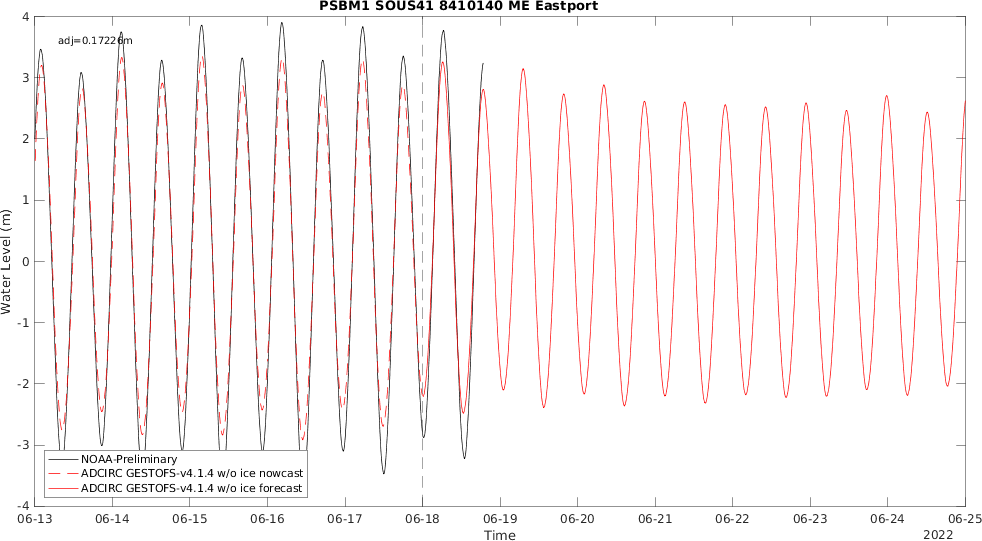 PSBM1 SOUS41 8410140 ME Eastport
adj=0.17226m
Water Level (m)
4
3
2
1
0
-1
-2
-3
-4
NOAA-Preliminary
ADCIRC GESTOFS-v4.1.4 w/o ice nowcast
ADCIRC GESTOFS-v4.1.4 w/o ice forecast
06-13 06-14 06-15 06-16 06-17 06-18 06-19 06-20 06-21 06-22 06-23 06-24 06-25
Time
2022